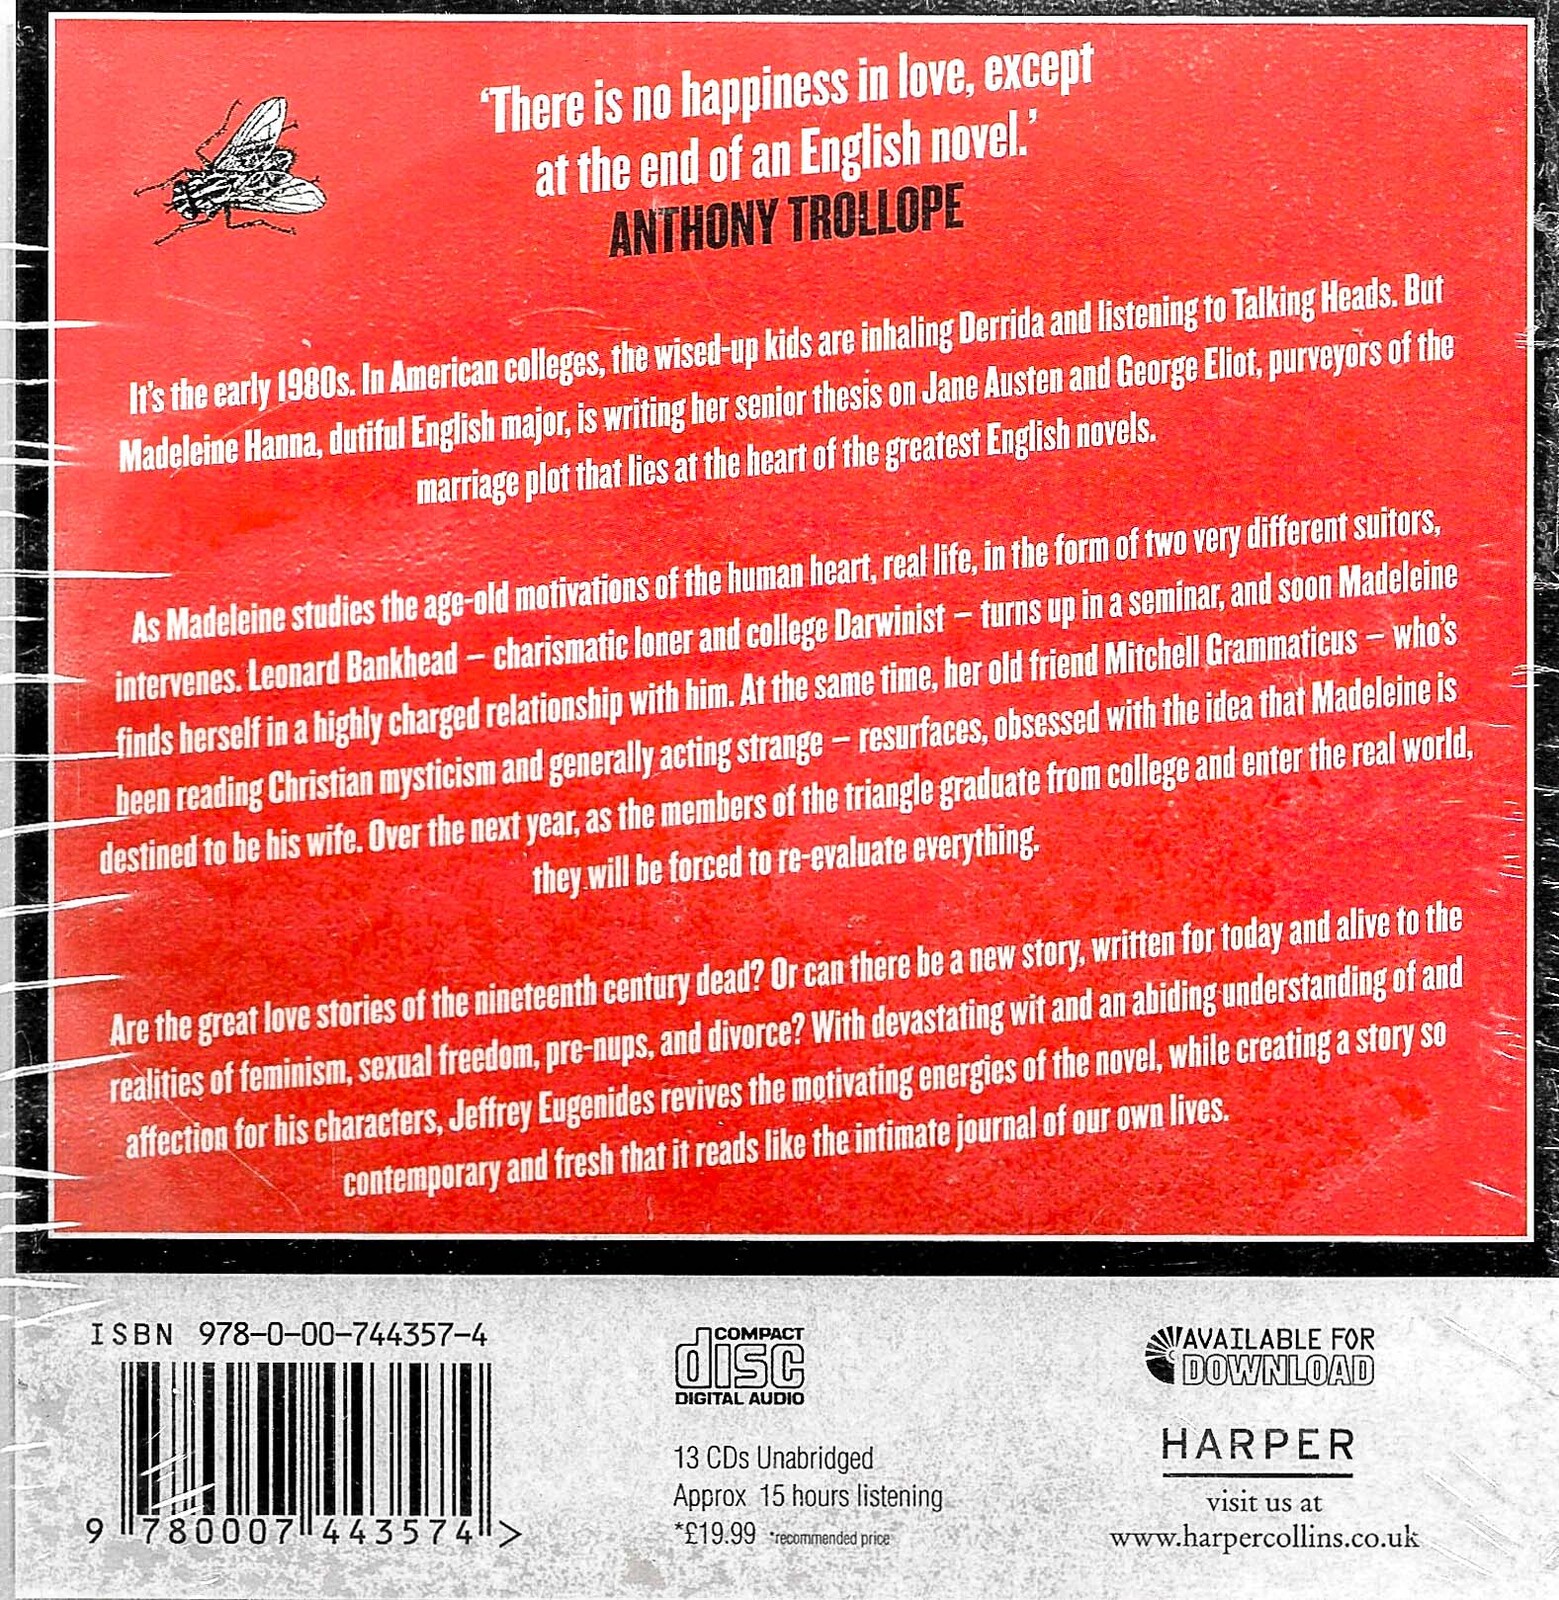 ‘There is no happiness in love, except
at the end of an English novel.’
ANTHONY TROLLOPE
It’s the early 1980s. In American colleges, the wised-up kids are inhaling Derrida and listening to Talking Heads. But
Madeleine Hanna, dutiful English major, is writing her senior thesis on Jane Austen and George Eliot, purveyors of the
marriage plot that lies at the heart of the greatest English novels.
As Madeleine studies the age-old motivations of the human heart, real life, in the form of two very different suitors,
intervenes. Leonard Bankhead – charismatic loner and college Darwinist – turns up in a seminar, and soon Madeleine
finds herself in a highly charged relationship with him. At the same time, her old friend Mitchell Grammaticus – who’s
been reading Christian mysticism and generally acting strange – resurfaces, obsessed with the idea that Madeleine is
destined to be his wife. Over the next year, as the members of the triangle graduate from college and enter the real world,
they will be forced to re-evaluate everything.
Are the great love stories of the nineteenth century dead? Or can there be a new story, written for today and alive to the
realities of feminism, sexual freedom, pre-nups, and divorce? With devastating wit and an abiding understanding of and
affection for his characters, Jeffrey Eugenides revives the motivating energies of the novel, while creating a story so
contemporary and fresh that it reads like the intimate journal of our own lives.
ISBN 978-0-00-744357-4
9 780007 443574 >
COMPACT
disc
DIGITAL AUDIO
13 CDs Unabridged
Approx 15 hours listening
*£19.99 *recommended price
AVAILABLE FOR
DOWNLOAD
HARPER
visit us at
www.harpercollins.co.uk